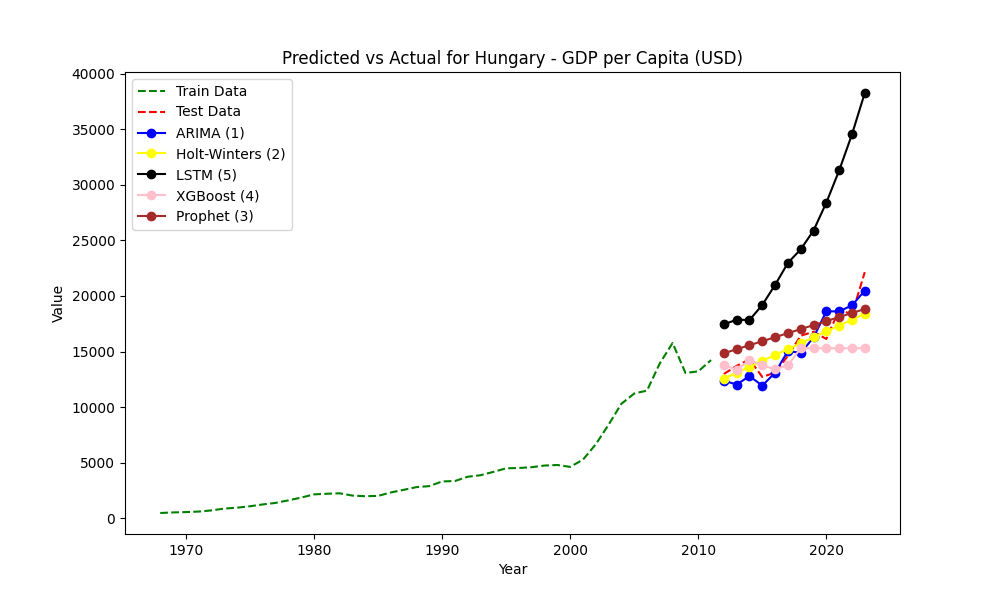 Predicted vs Actual for Hungary - GDP per Capita (USD)
40000
35000
30000
25000
20000
15000
10000
5000
0
Value
Train Data
Test Data
ARIMA (1)
Holt-Winters (2)
LSTM (5)
XGBoost (4)
Prophet (3)
1970 1980 1990 2000 2010 2020
Year